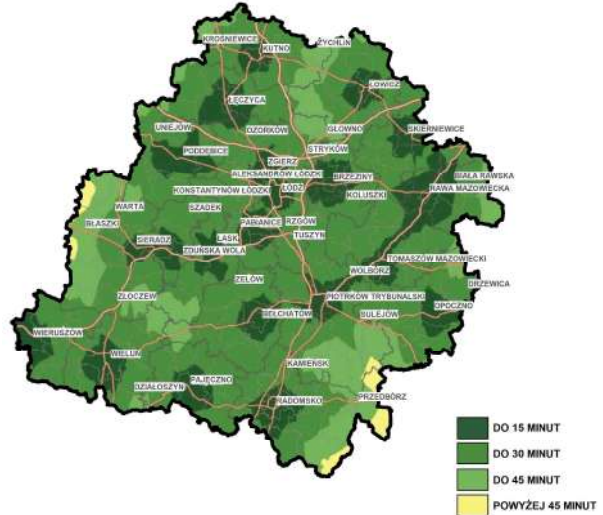 KROŚNIEWICE
KUTNO
ŻYCHLIN
ŁOWICZ
ŁĘCZYCA
UNIEJÓW
OZORKÓW
GŁOWNO
SKIERNIEWICE
STRYKÓW
PODDĘBICE
ZGIERZ
ALEKSANDRÓW ŁÓDZKI
BRZEZINY
BIAŁA RAWSKA
KONSTANTYNÓW ŁÓDZKI
ŁÓDŹ
KOLUSZKI
RAWA MAZOWIECKA
WARTA
SZADEK
BŁASZKI
PABIANICE
RZGÓW
SIERADZ
ŁASK
TUSZYN
ZDUŃSKA WOLA
TOMASZÓW MAZOWIECKI
WOLBÓRZ
ZELÓW
DRZEWICA
ZŁOCZEW
PIOTRKÓW TRYBUNALSKI
OPOCZNO
BEŁCHATÓW
SULEJÓW
WIERUSZÓW
WIELUŃ
KAMIEŃSK
PAJĘCZNO
DZIAŁOSZYN
PRZEDBÓRZ
RADOMSKO
DO 15 MINUT
DO 30 MINUT
DO 45 MINUT
POWYŻEJ 45 MINUT